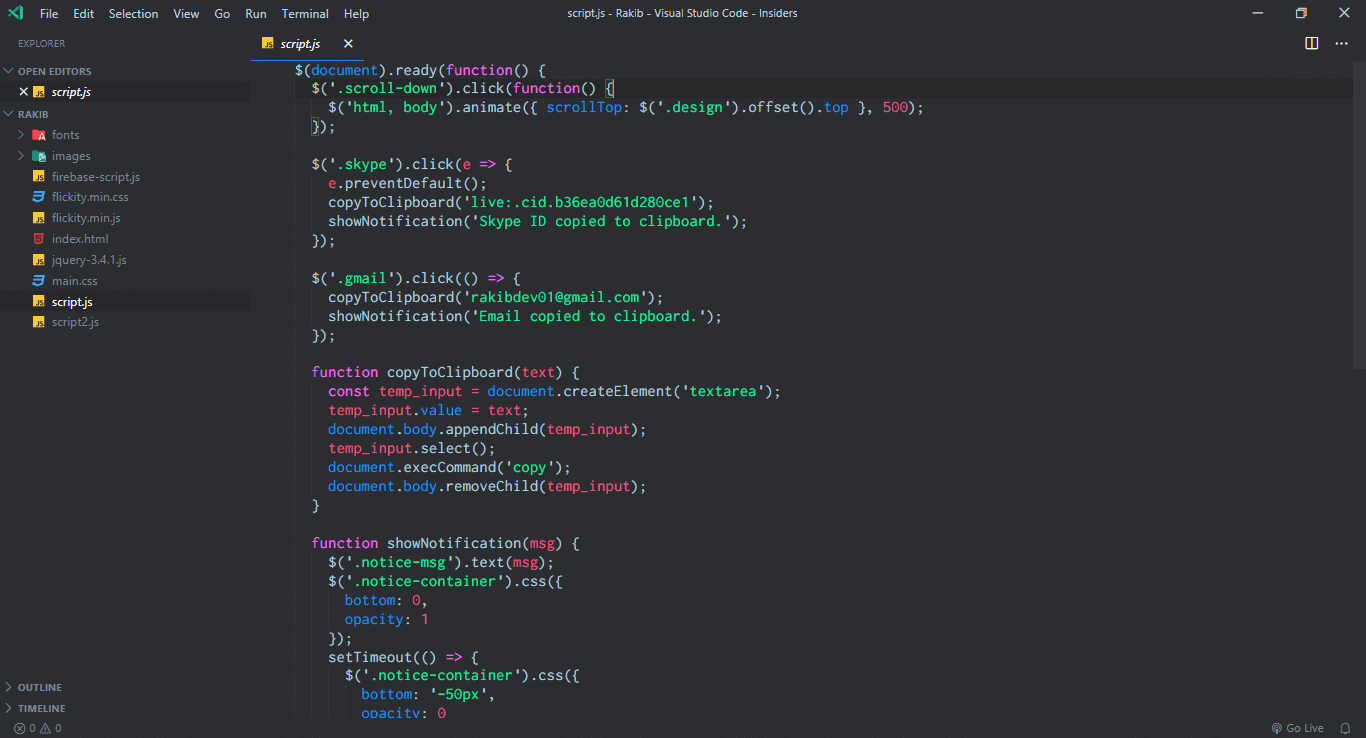 File Edit Selection View Go Run Terminal Help
script.js - Rakib - Visual Studio Code - Insiders
EXPLORER
OPEN EDITORS
script.js
RAKIB
fonts
images
firebase-script.js
flickity.min.css
flickity.min.js
index.html
jquery-3.4.1.js
main.css
script.js
script2.js
OUTLINE
TIMELINE
script.js
$(document).ready(function() {
$('.scroll-down').click(function() {
$('html, body').animate({ scrollTop: $('.design').offset().top }, 500);
});
$('.skype').click(e => {
e.preventDefault();
copyToClipboard('live:.cid.b36ea0d61d280ce1');
showNotification('Skype ID copied to clipboard.');
});
$('.gmail').click(() => {
copyToClipboard('rakibdev01@gmail.com');
showNotification('Email copied to clipboard.');
});
function copyToClipboard(text) {
const temp_input = document.createElement('textarea');
temp_input.value = text;
document.body.appendChild(temp_input);
temp_input.select();
document.execCommand('copy');
document.body.removeChild(temp_input);
}
function showNotification(msg) {
$('.notice-msg').text(msg);
$('.notice-container').css({
bottom: 0,
opacity: 1
});
setTimeout(() => {
$('.notice-container').css({
bottom: '-50px',
opacity: 0
0 0
Go Live